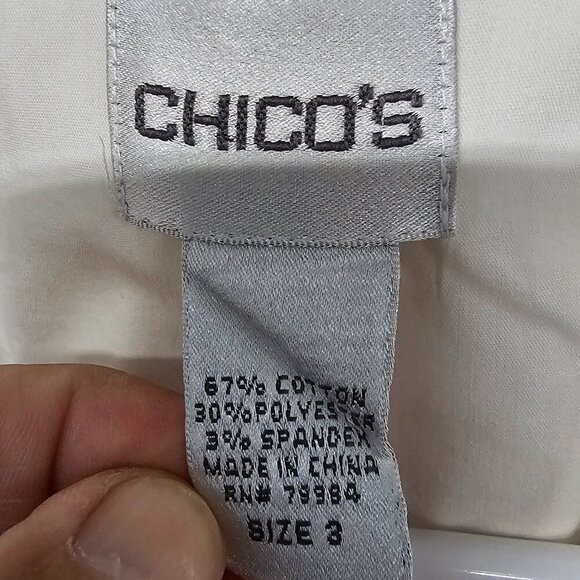 CHICO'S
67% COTTON
30% POLYESTER
3% SPANDEX
MADE IN CHINA
RN# 79984
SIZE 3